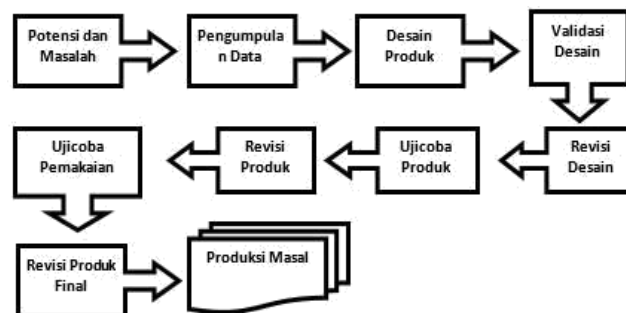 Potensi dan
Masalah
Pengumpula
n Data
Desain
Produk
Validasi
Desain
Revisi
Desain
Ujicoba
Produk
Revisi
Produk
Ujicoba
Pemakaian
Revisi Produk
Final
Produksi Masal